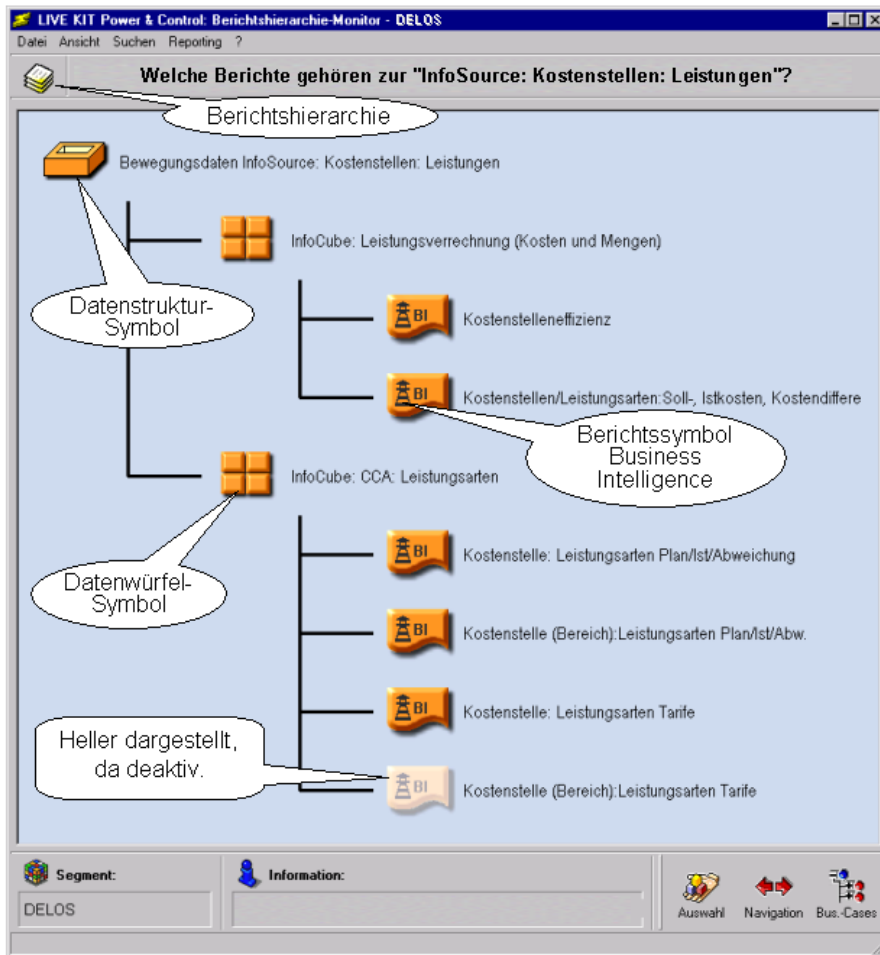 LIVE KIT Power & Control: Berichtshierarchie-Monitor - DELOS
Datei Ansicht Suchen Reporting ?
Welche Berichte gehören zur "InfoSource: Kostenstellen: Leistungen"?
Berichtshierarchie
Bewegungsdaten InfoSource: Kostenstellen: Leistungen
InfoCube: Leistungsverrechnung (Kosten und Mengen)
Datenstruktur-
Symbol
BI
Kostenstelleneffizienz
BI
Kostenstellen/Leistungsarten:Soll-, Istkosten, Kostendiffere
Berichtssymbol
Business
Intelligence
InfoCube: CCA: Leistungsarten
Datenwürfel-
Symbol
BI
Kostenstelle: Leistungsarten Plan/Ist/Abweichung
BI
Kostenstelle (Bereich):Leistungsarten Plan/Ist/Abw.
BI
Kostenstelle: Leistungsarten Tarife
Heller dargestellt,
da deaktiv.
BI
Kostenstelle (Bereich):Leistungsarten Tarife
Segment:
DELOS
Information:
Auswahl
Navigation
Bus.-Cases